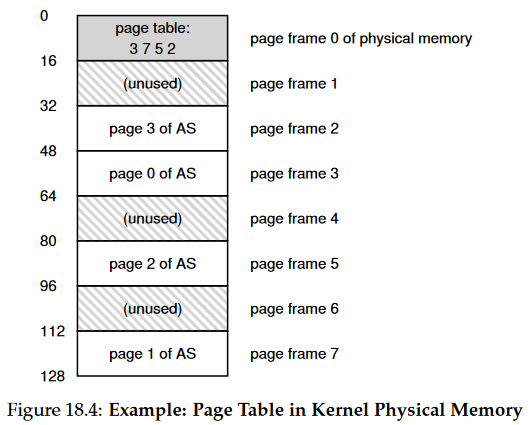 0
page table:
3 7 5 2
page frame 0 of physical memory
16
(unused)
page frame 1
32
page 3 of AS
page frame 2
48
page 0 of AS
page frame 3
64
(unused)
page frame 4
80
page 2 of AS
page frame 5
96
(unused)
page frame 6
112
page 1 of AS
page frame 7
128
Figure 18.4: Example: Page Table in Kernel Physical Memory